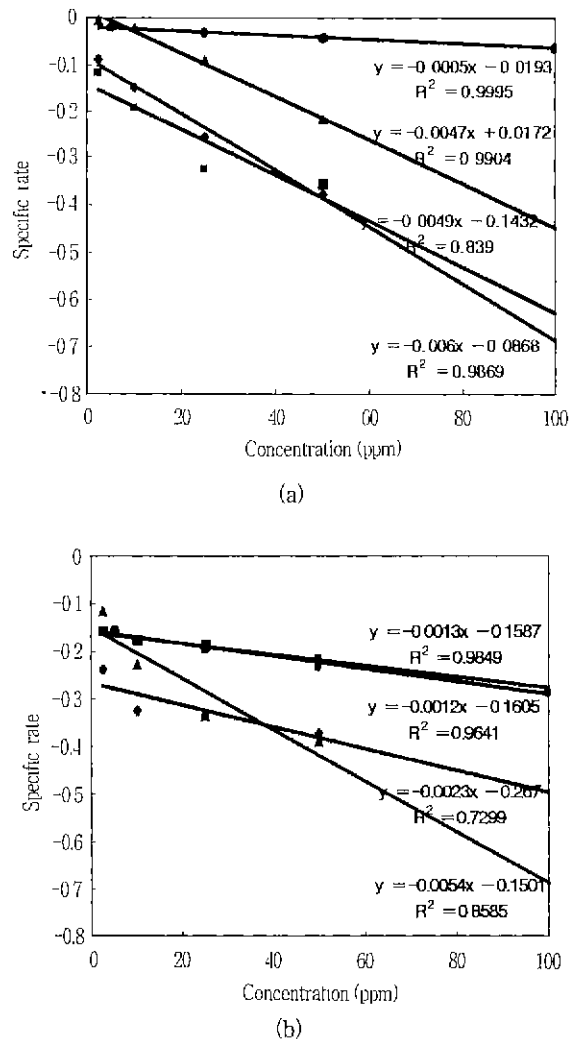 0
-0.1
-0.2
-0.3
-0.4
-0.5
-0.6
-0.7
-0.8
Specific rate
y = -0.0005x - 0.0193
R² = 0.9995
y = -0.0047x + 0.0172
R² = 0.9904
= -0.0049x - 0.1432
R² = 0.839
y = -0.006x - 0.0868
R² = 0.9869
0 20 40 60 80 100
Concentration (ppm)
(a)
0
-0.1
-0.2
-0.3
-0.4
-0.5
-0.6
-0.7
-0.8
Specific rate
y = -0.0013x - 0.1587
R² = 0.9849
y = -0.0012x - 0.1605
R² = 0.9641
y = -0.0023x - 0.267
R² = 0.7299
y = -0.0054x - 0.1501
R² = 0.8585
0 20 40 60 80 100
Concentration (ppm)
(b)